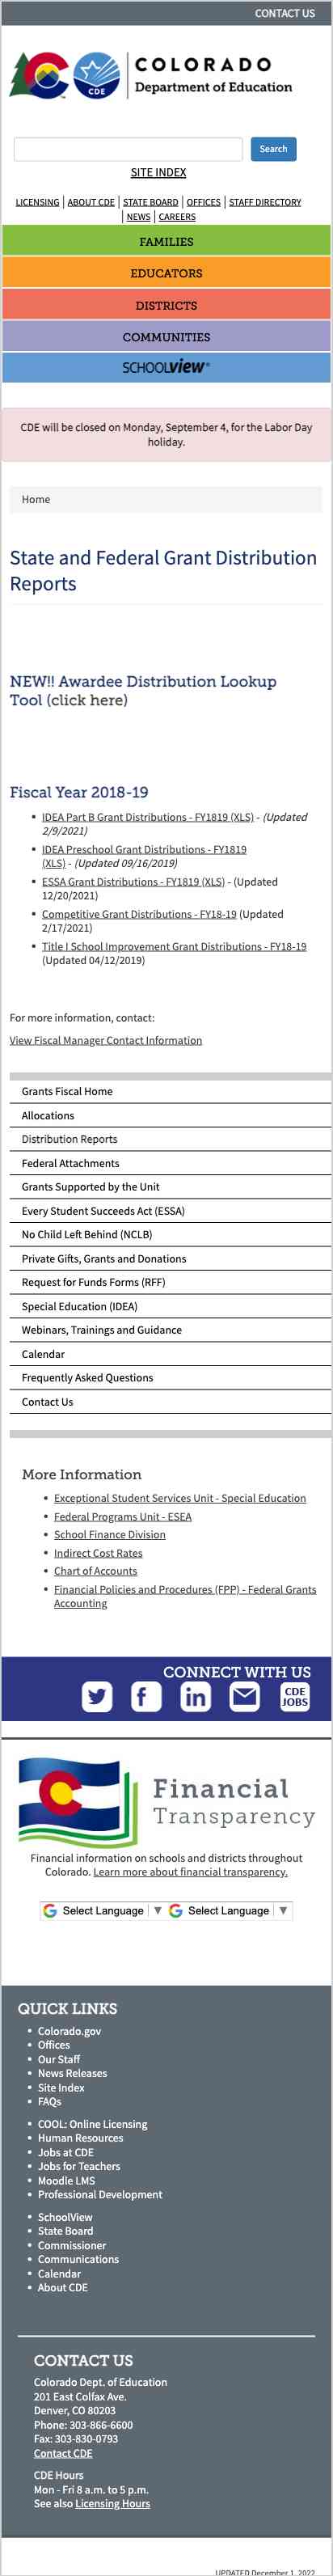 CONTACT US
COLORADO
Department of Education
CDE
Search
SITE INDEX
LICENSING | ABOUT CDE | STATE BOARD | OFFICES | STAFF DIRECTORY
| NEWS | CAREERS
FAMILIES
EDUCATORS
DISTRICTS
COMMUNITIES
SCHOOLVIEW®
CDE will be closed on Monday, September 4, for the Labor Day
holiday.
Home
State and Federal Grant Distribution
Reports
NEW!! Awardee Distribution Lookup
Tool (click here)
Fiscal Year 2018-19
• IDEA Part B Grant Distributions - FY1819 (XLS) - (Updated
2/9/2021)
• IDEA Preschool Grant Distributions - FY1819
(XLS) - (Updated 09/16/2019)
• ESSA Grant Distributions - FY1819 (XLS) - (Updated
12/20/2021)
• Competitive Grant Distributions - FY18-19 (Updated
2/17/2021)
• Title I School Improvement Grant Distributions - FY18-19
(Updated 04/12/2019)
For more information, contact:
View Fiscal Manager Contact Information
Grants Fiscal Home
Allocations
Distribution Reports
Federal Attachments
Grants Supported by the Unit
Every Student Succeeds Act (ESSA)
No Child Left Behind (NCLB)
Private Gifts, Grants and Donations
Request for Funds Forms (RFF)
Special Education (IDEA)
Webinars, Trainings and Guidance
Calendar
Frequently Asked Questions
Contact Us
More Information
• Exceptional Student Services Unit - Special Education
• Federal Programs Unit - ESEA
• School Finance Division
• Indirect Cost Rates
• Chart of Accounts
• Financial Policies and Procedures (FPP) - Federal Grants
Accounting
CONNECT WITH US
CDE
JOBS
Financial
Transparency
Financial information on schools and districts throughout
Colorado. Learn more about financial transparency.
Select Language | ▼ Select Language | ▼
QUICK LINKS
• Colorado.gov
• Offices
• Our Staff
• News Releases
• Site Index
• FAQs
• COOL: Online Licensing
• Human Resources
• Jobs at CDE
• Jobs for Teachers
• Moodle LMS
• Professional Development
• SchoolView
• State Board
• Commissioner
• Communications
• Calendar
• About CDE
CONTACT US
Colorado Dept. of Education
201 East Colfax Ave.
Denver, CO 80203
Phone: 303-866-6600
Fax: 303-830-0793
Contact CDE
CDE Hours
Mon - Fri 8 a.m. to 5 p.m.
See also Licensing Hours
UPDATED December 1, 2022